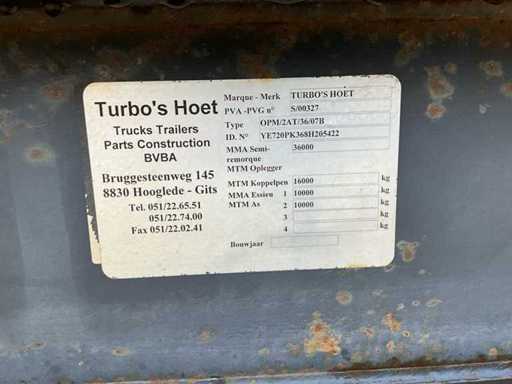 Turbo's Hoet
Trucks Trailers
Parts Construction
BVBA
Bruggesteenweg 145
8830 Hooglede - Gits
Tel. 051/22.65.51
051/22.74.00
Fax 051/22.02.41
Marque - Merk TURBO'S HOET
PVA -PVG n° S/00327
Type OPM/2AT/36/07B
ID. N° YE720PK368H205422
MMA Semi- 36000
remorque
MTM Oplegger
MTM Koppelpen 16000 kg
MMA Essieu 1 10000 kg
MTM As 2 10000 kg
3 kg
4 kg
Bouwjaar